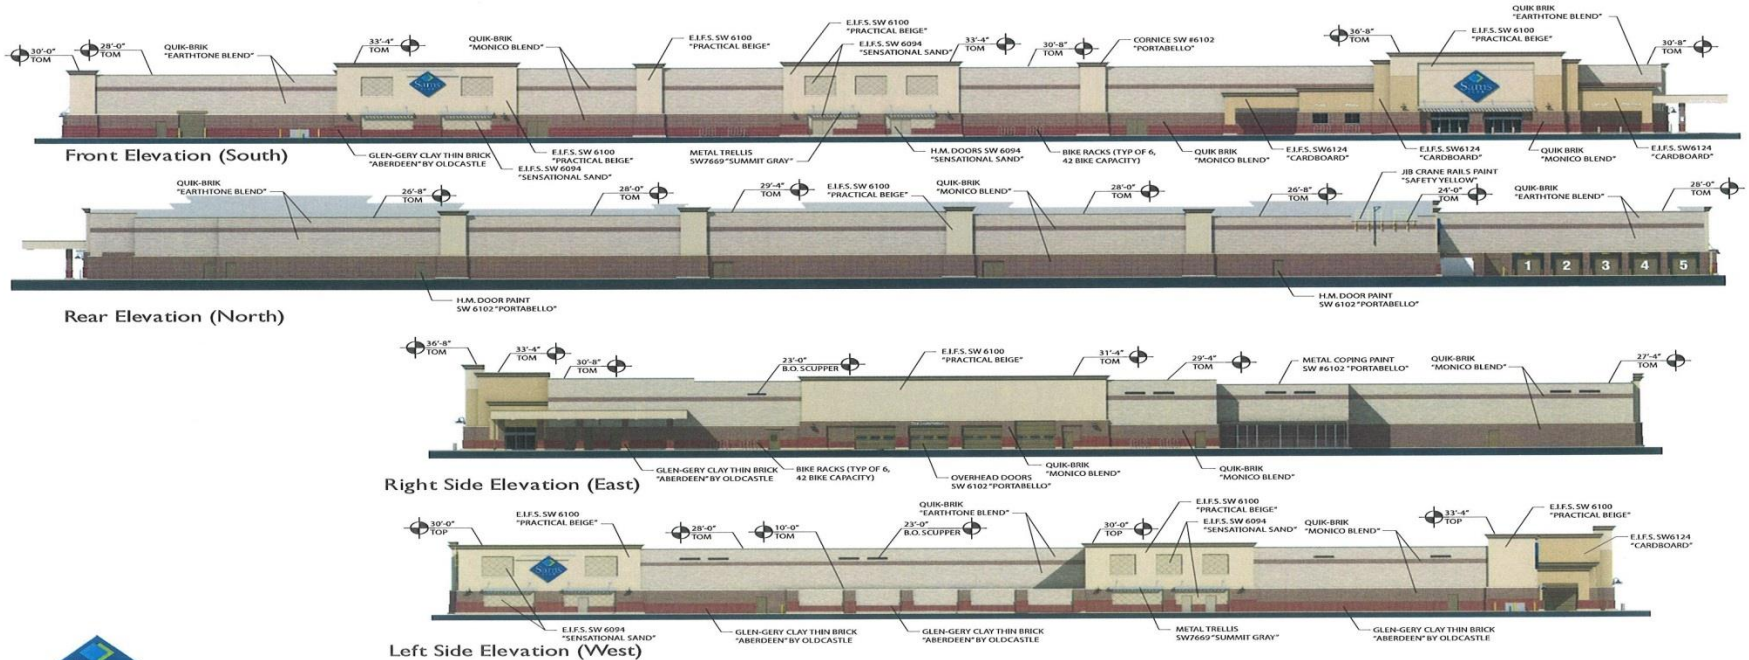 30'-0"
TOM
28'-0"
TOM
QUIK-BRIK
"EARTHTONE BLEND"
33'-4"
TOM
QUIK-BRIK
"MONICO BLEND"
E.I.F.S. SW 6100
"PRACTICAL BEIGE"
E.I.F.S. SW 6100
"PRACTICAL BEIGE"
E.I.F.S. SW 6094
"SENSATIONAL SAND"
33'-4"
TOM
30'-8"
TOM
CORNICE SW #6102
"PORTABELLO"
36'-8"
TOM
QUIK BRIK
"EARTHTONE BLEND"
E.I.F.S. SW 6100
"PRACTICAL BEIGE"
30'-8"
TOM
Sam's
Sam's
Front Elevation (South)
GLEN-GERY CLAY THIN BRICK
"ABERDEEN" BY OLDCASTLE
E.I.F.S. SW 6100
"PRACTICAL BEIGE"
E.I.F.S. SW 6094
"SENSATIONAL SAND"
METAL TRELLIS
SW7669 "SUMMIT GRAY"
H.M. DOORS SW 6094
"SENSATIONAL SAND"
BIKE RACKS (TYP OF 6,
42 BIKE CAPACITY)
QUIK BRIK
"MONICO BLEND"
E.I.F.S. SW6124
"CARDBOARD"
E.I.F.S. SW6124
"CARDBOARD"
QUIK BRIK
"MONICO BLEND"
E.I.F.S. SW6124
"CARDBOARD"
QUIK-BRIK
"EARTHTONE BLEND"
26'-8"
TOM
28'-0"
TOM
29'-4"
TOM
E.I.F.S. SW 6100
"PRACTICAL BEIGE"
QUIK-BRIK
"MONICO BLEND"
28'-0"
TOM
26'-8"
TOM
JIB CRANE RAILS PAINT
"SAFETY YELLOW"
24'-0"
TOM
QUIK-BRIK
"EARTHTONE BLEND"
28'-0"
TOM
1 2 3 4 5
H.M. DOOR PAINT
SW 6102 "PORTABELLO"
H.M. DOOR PAINT
SW 6102 "PORTABELLO"
Rear Elevation (North)
36'-8"
TOM
33'-4"
TOM
30'-8"
TOM
23'-0"
B.O. SCUPPER
E.I.F.S. SW 6100
"PRACTICAL BEIGE"
31'-4"
TOM
29'-4"
TOM
METAL COPING PAINT
SW #6102 "PORTABELLO"
QUIK-BRIK
"MONICO BLEND"
27'-4"
TOM
GLEN-GERY CLAY THIN BRICK
"ABERDEEN" BY OLDCASTLE
BIKE RACKS (TYP OF 6,
42 BIKE CAPACITY)
OVERHEAD DOORS
SW 6102 "PORTABELLO"
QUIK-BRIK
"MONICO BLEND"
QUIK-BRIK
"MONICO BLEND"
Right Side Elevation (East)
30'-0"
TOP
E.I.F.S. SW 6100
"PRACTICAL BEIGE"
28'-0"
TOM
10'-0"
TOM
23'-0"
B.O. SCUPPER
QUIK-BRIK
"EARTHTONE BLEND"
30'-0"
TOP
E.I.F.S. SW 6100
"PRACTICAL BEIGE"
E.I.F.S. SW 6094
"SENSATIONAL SAND"
QUIK-BRIK
"MONICO BLEND"
33'-4"
TOP
E.I.F.S. SW 6100
"PRACTICAL BEIGE"
E.I.F.S. SW6124
"CARDBOARD"
Sam's
E.I.F.S. SW 6094
"SENSATIONAL SAND"
GLEN-GERY CLAY THIN BRICK
"ABERDEEN" BY OLDCASTLE
GLEN-GERY CLAY THIN BRICK
"ABERDEEN" BY OLDCASTLE
METAL TRELLIS
SW7669 "SUMMIT GRAY"
GLEN-GERY CLAY THIN BRICK
"ABERDEEN" BY OLDCASTLE
Left Side Elevation (West)